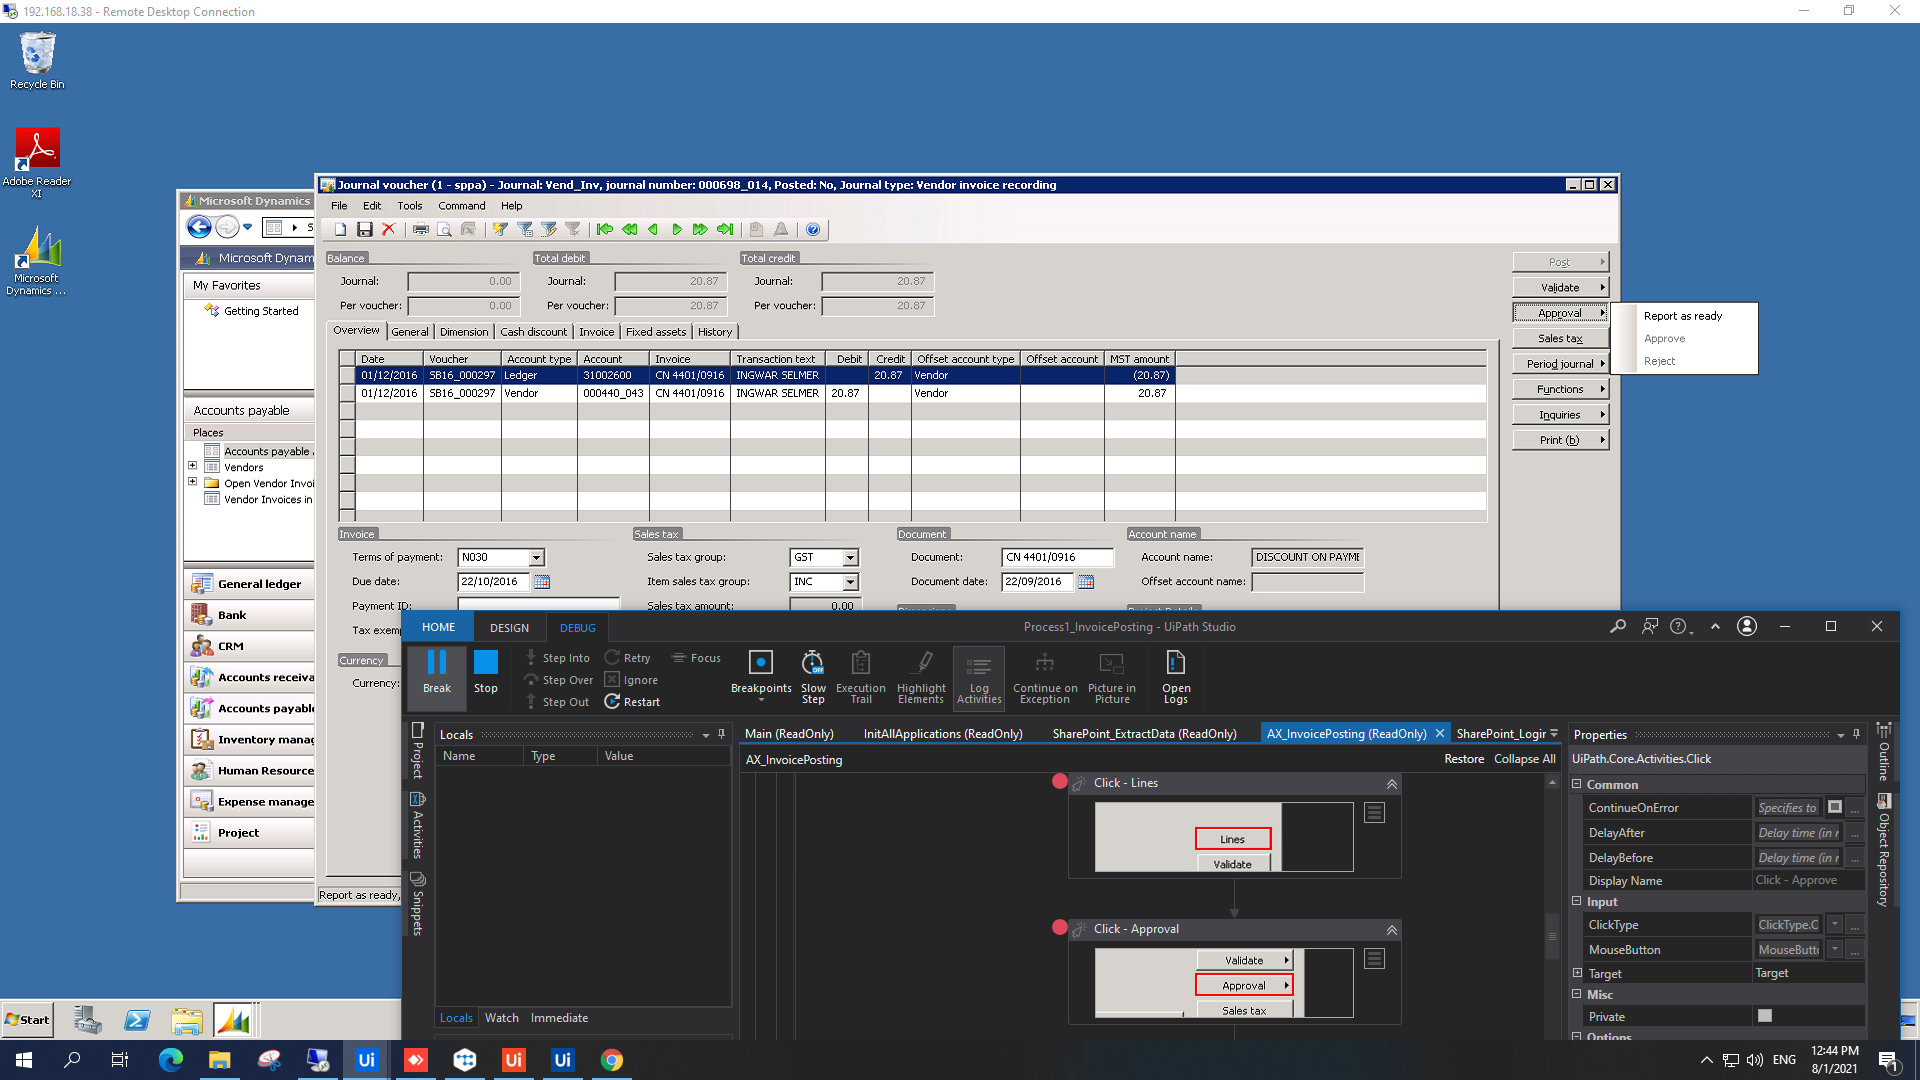 192.168.18.38 - Remote Desktop Connection
Recycle Bin
Adobe Reader
XI
Microsoft
Dynamics ...
Microsoft Dynamics
Microsoft Dynam
My Favorites
Getting Started
Accounts payable
Places
Accounts payable
Vendors
Open Vendor Invoi
Vendor Invoices in
General ledger
Bank
CRM
Accounts receiva
Accounts payable
Inventory manag
Human Resource
Expense manage
Project
Journal voucher (1 - sppa) - Journal: Vend_Inv, journal number: 000698_014, Posted: No, Journal type: Vendor invoice recording
File Edit Tools Command Help
Balance Total debit Total credit
Journal: 0.00 Journal: 20.87 Journal: 20.87
Per voucher: 0.00 Per voucher: 20.87 Per voucher: 20.87
Overview General Dimension Cash discount Invoice Fixed assets History
Date Voucher Account type Account Invoice Transaction text Debit Credit Offset account type Offset account MST amount
01/12/2016 SB16_000297 Ledger 31002600 CN 4401/0916 INGWAR SELMER 20.87 Vendor (20.87)
01/12/2016 SB16_000297 Vendor 000440_043 CN 4401/0916 INGWAR SELMER 20.87 Vendor 20.87
Post
Validate
Approval
Sales tax
Period journal
Functions
Inquiries
Print (b)
Report as ready
Approve
Reject
Invoice Sales tax Document Account name
Terms of payment: N030 Sales tax group: GST Document: CN 4401/0916 Account name: DISCOUNT ON PAYME
Due date: 22/10/2016 Item sales tax group: INC Document date: 22/09/2016 Offset account name:
Payment ID: Sales tax amount: 0.00 Dimensions Project Details
Tax exemp
Currency
Currency:
Report as ready,
HOME DESIGN DEBUG Process1_InvoicePosting - UiPath Studio
Break
Stop
Step Into
Step Over
Step Out
Retry
Ignore
Restart
Focus
Breakpoints
Slow
Step
Execution
Trail
Highlight
Elements
Log
Activities
Continue on
Exception
Picture in
Picture
Open
Logs
OFF
Project
Activities
Snippets
Locals
Name Type Value
Locals Watch Immediate
Main (ReadOnly) InitAllApplications (ReadOnly) SharePoint_ExtractData (ReadOnly) AX_InvoicePosting (ReadOnly) SharePoint_Login
AX_InvoicePosting Restore Collapse All
Click - Lines
Lines
Validate
Click - Approval
Validate
Approval
Sales tax
Properties
UiPath.Core.Activities.Click
Common
ContinueOnError Specifies to ...
DelayAfter Delay time (in r ...
DelayBefore Delay time (in r ...
Display Name Click - Approve
Input
ClickType ClickType.C ...
MouseButton MouseButto ...
Target Target
Misc
Private
Options
Outline
Object Repository
Start
Ui Ui Ui
ENG
12:44 PM
8/1/2021
1